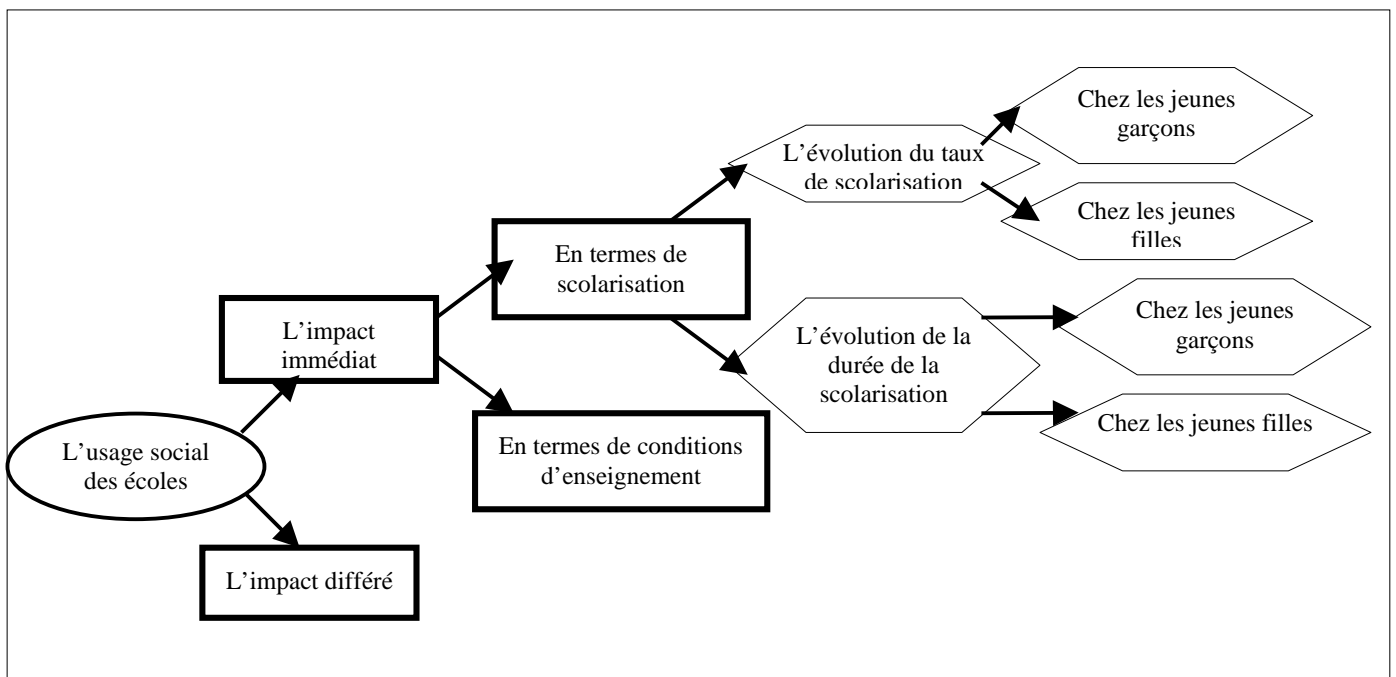 Chez les jeunes
garçons
L'évolution du taux
de scolarisation
Chez les jeunes
filles
En termes de
scolarisation
Chez les jeunes
garçons
L'impact
immédiat
L'évolution de la
durée de la
scolarisation
Chez les jeunes filles
En termes de conditions
d'enseignement
L'usage social
des écoles
L'impact différé